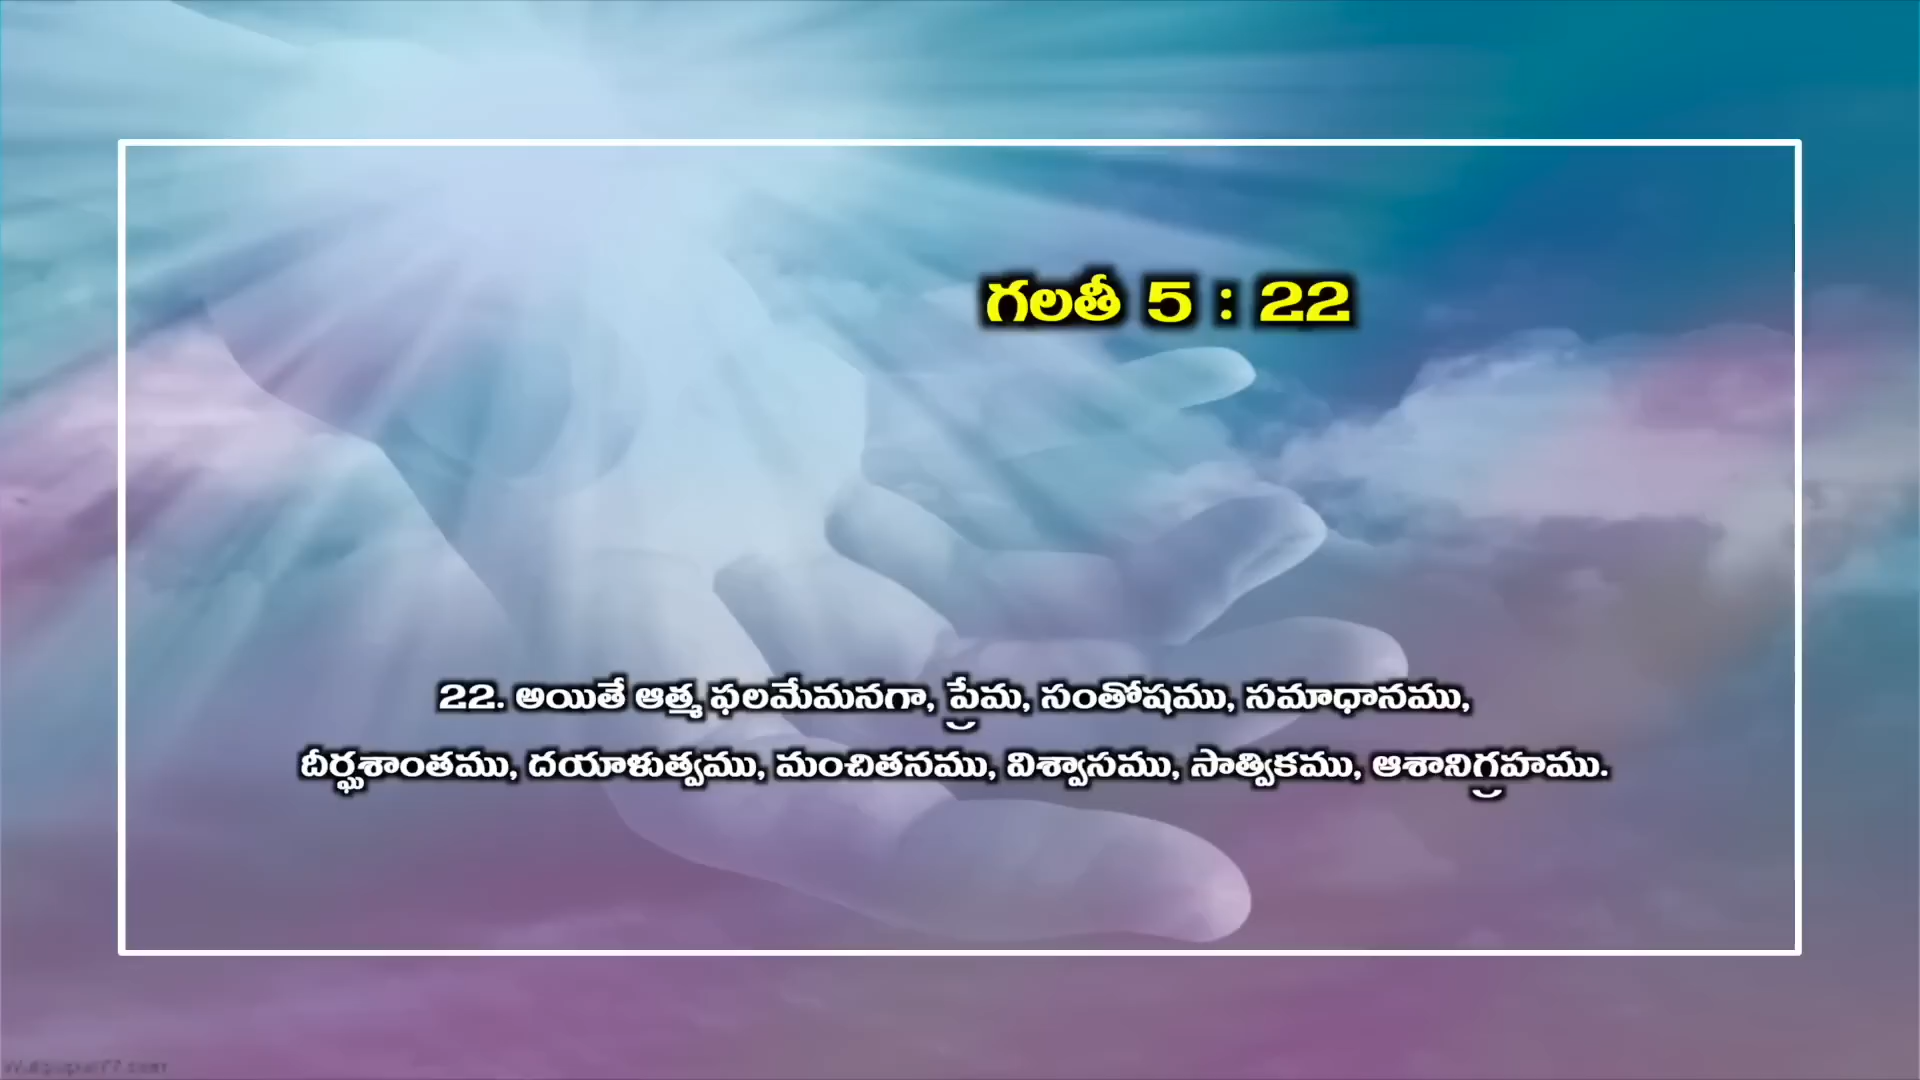 గలతీ 5 : 22
22. అయితే ఆత్మ ఫలమేమనగా, ప్రేమ, సంతోషము, సమాధానము,
దీర్ఘశాంతము, దయాళుత్వము, మంచితనము, విశ్వాసము, సాత్వికము, ఆశానిగ్రహము.